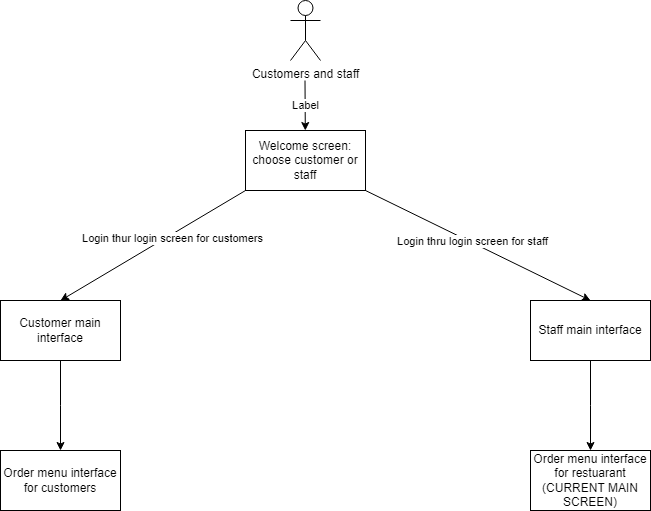 Customers and staff
Label
Welcome screen:
choose customer or
staff
Login thur login screen for customers
Login thru login screen for staff
Customer main
interface
Staff main interface
Order menu interface
for customers
Order menu interface
for restuarant
(CURRENT MAIN
SCREEN)